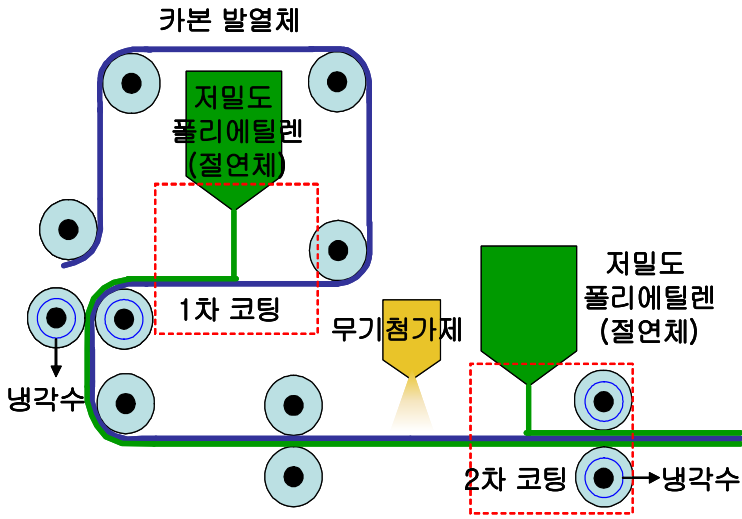 카본 발열체
저밀도
폴리에틸렌
(절연체)
1차 코팅
냉각수
무기첨가제
저밀도
폴리에틸렌
(절연체)
2차 코팅
냉각수